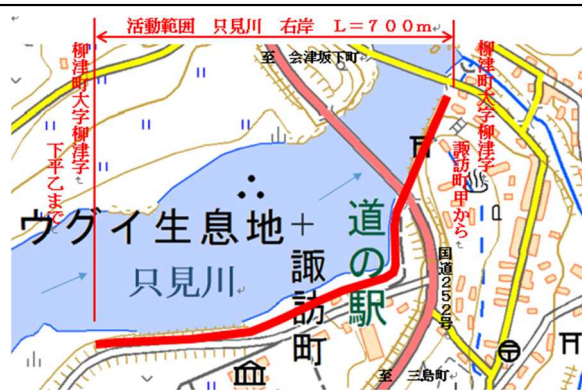 活動範囲 只見川 右岸 L=700m
至 会津坂下町
柳津町大字柳津字
下平乙まで
柳津町大字柳津字
諏訪町甲から
ウグイ生息地
只見川
諏訪町
道の駅
国道252号
至 三島町